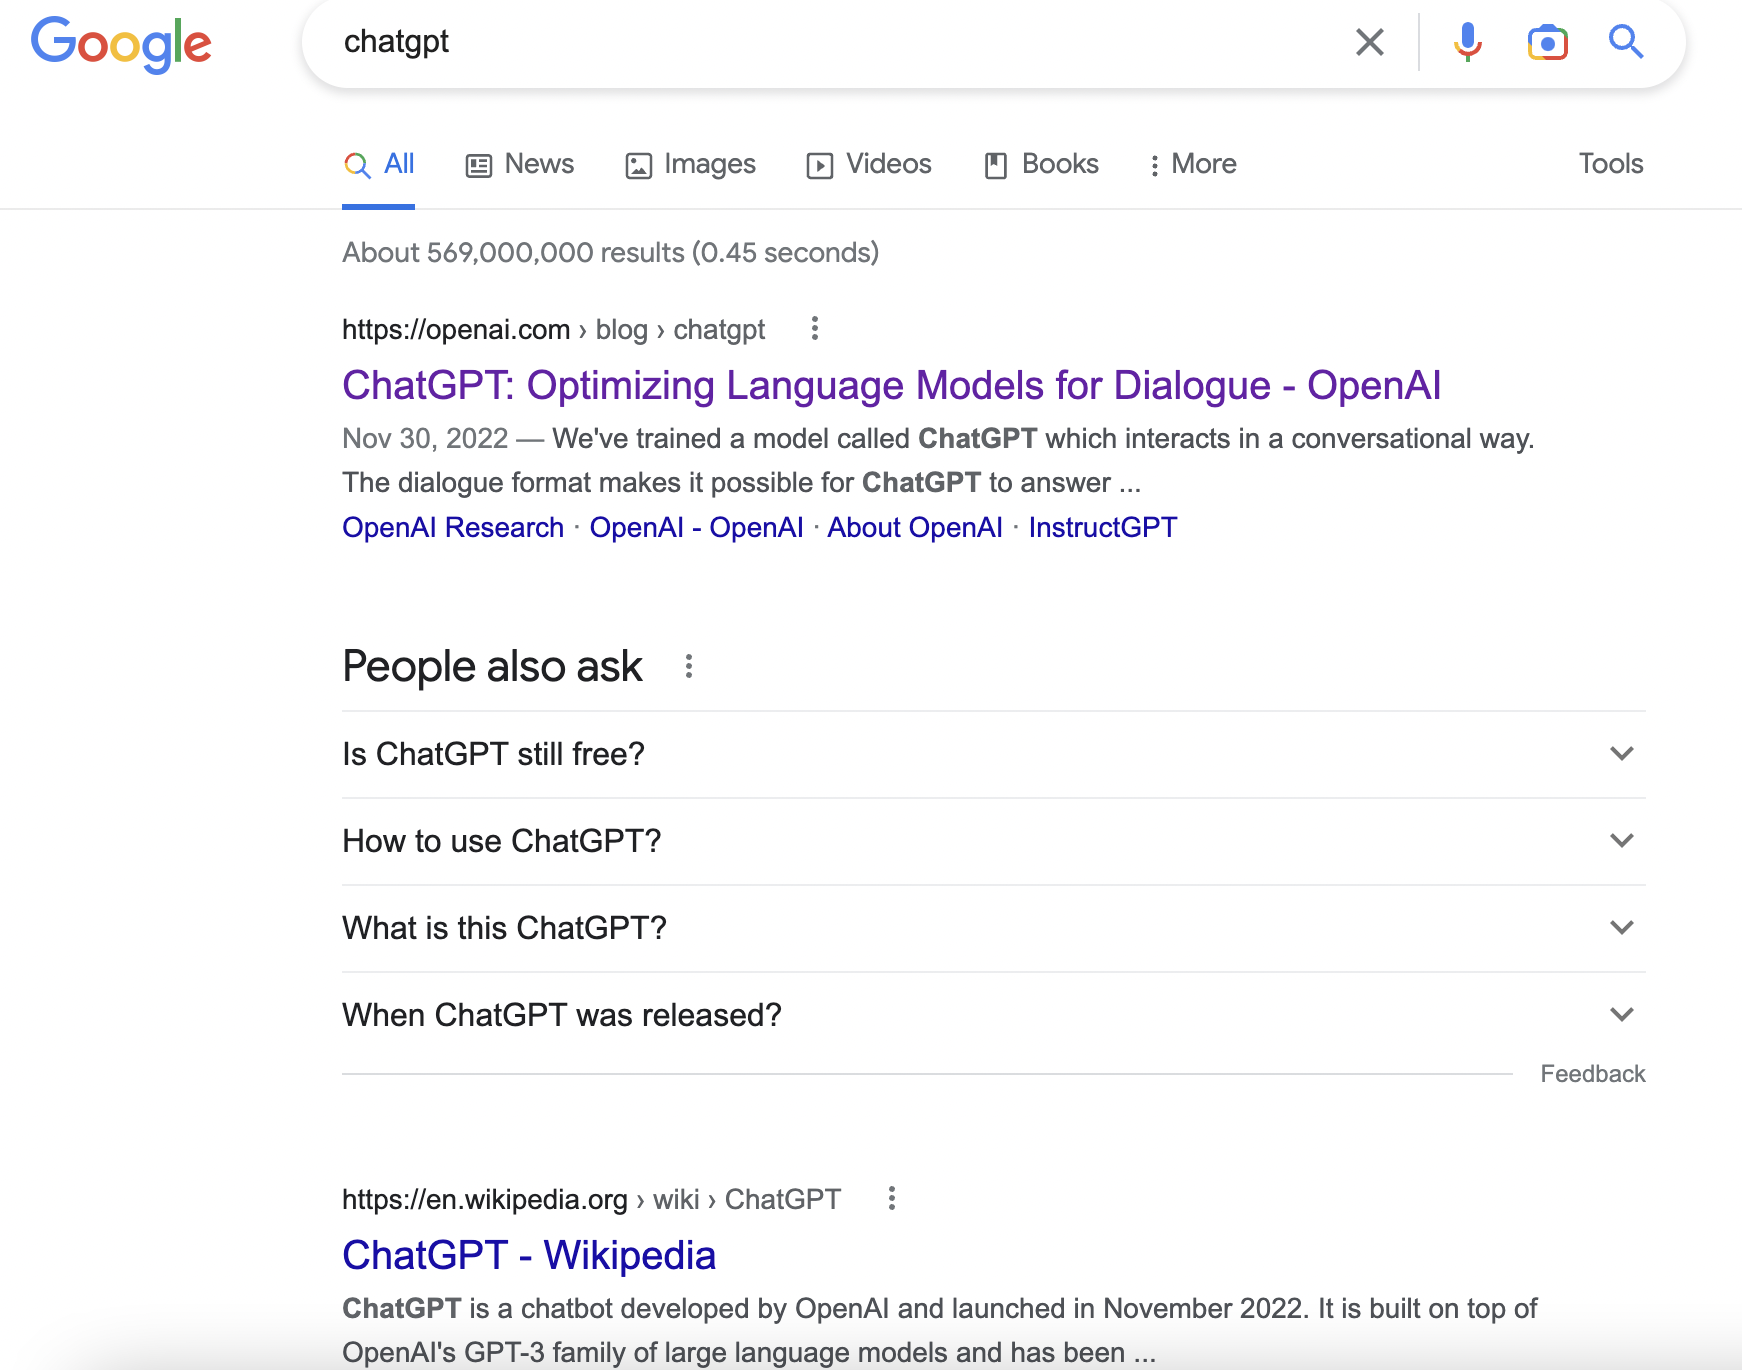 Google
chatgpt
All News Images Videos Books More Tools
About 569,000,000 results (0.45 seconds)
https://openai.com › blog › chatgpt
ChatGPT: Optimizing Language Models for Dialogue - OpenAI
Nov 30, 2022 — We've trained a model called ChatGPT which interacts in a conversational way.
The dialogue format makes it possible for ChatGPT to answer ...
OpenAI Research · OpenAI - OpenAI · About OpenAI · InstructGPT
People also ask
Is ChatGPT still free?
How to use ChatGPT?
What is this ChatGPT?
When ChatGPT was released?
Feedback
https://en.wikipedia.org › wiki › ChatGPT
ChatGPT - Wikipedia
ChatGPT is a chatbot developed by OpenAI and launched in November 2022. It is built on top of
OpenAI's GPT-3 family of large language models and has been ...